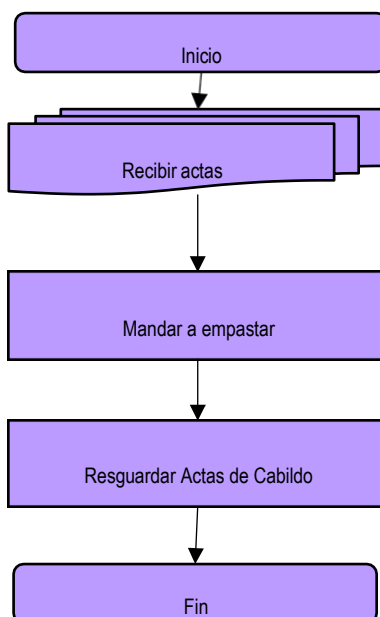 Inicio
Recibir actas
Mandar a empastar
Resguardar Actas de Cabildo
Fin